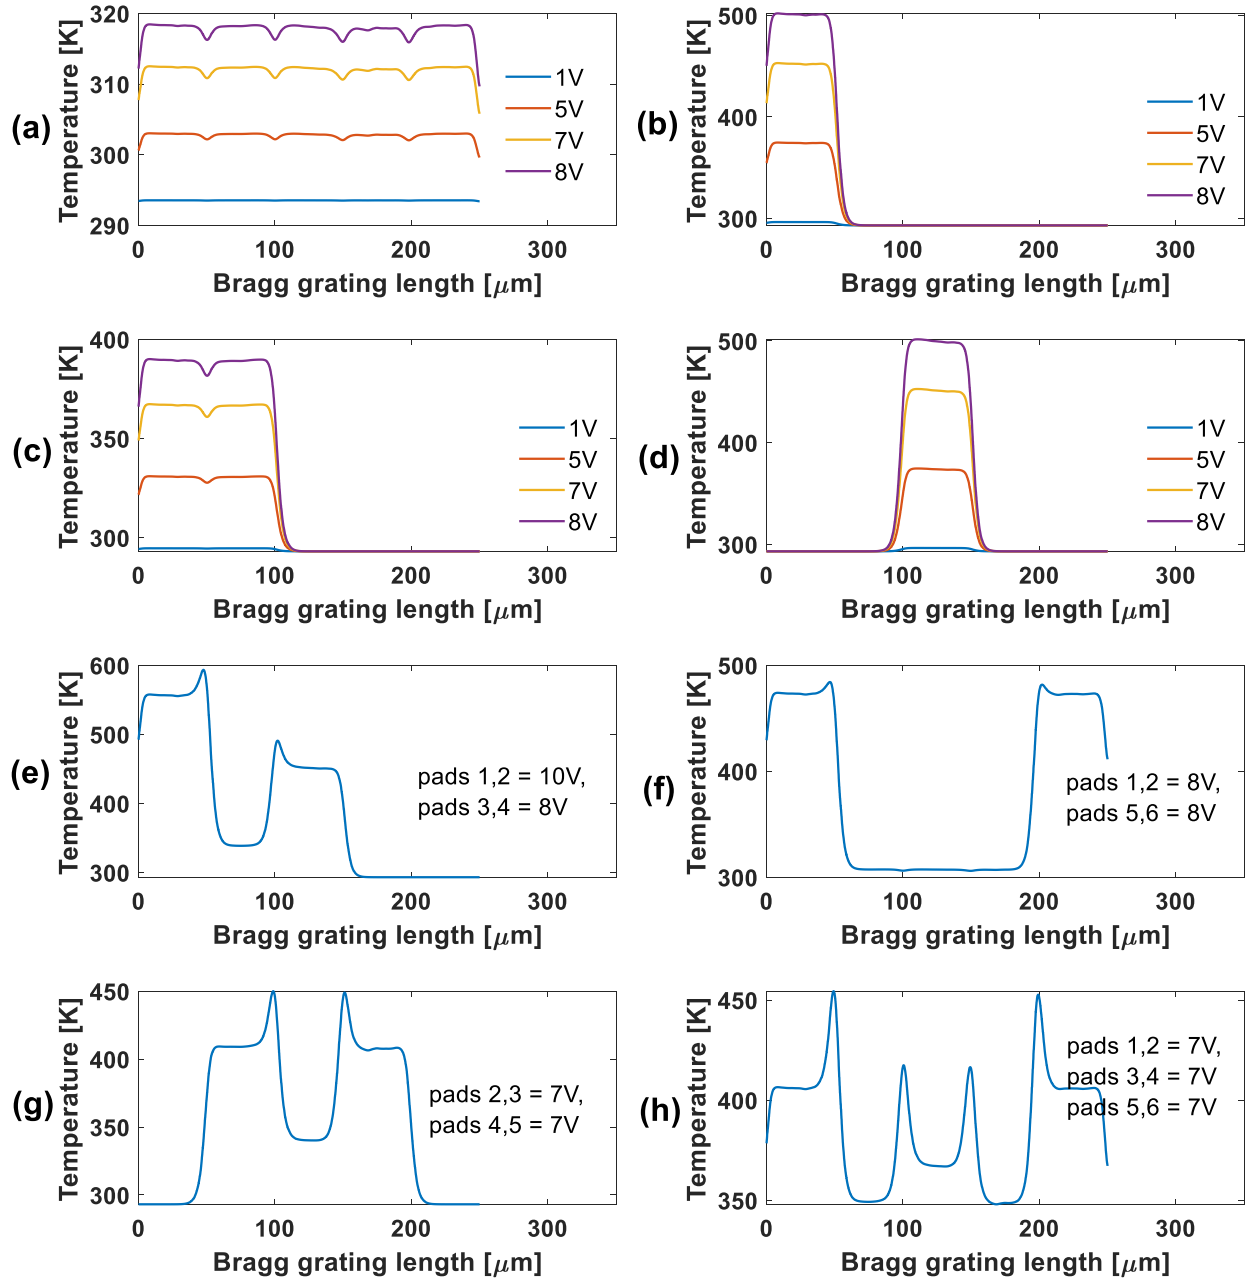 (a)
Temperature [K]
320
310
300
290
0 100 200 300
Bragg grating length [μm]
1V
5V
7V
8V
(b)
Temperature [K]
500
400
300
0 100 200 300
Bragg grating length [μm]
1V
5V
7V
8V
(c)
Temperature [K]
400
350
300
0 100 200 300
Bragg grating length [μm]
1V
5V
7V
8V
(d)
Temperature [K]
500
400
300
0 100 200 300
Bragg grating length [μm]
1V
5V
7V
8V
(e)
Temperature [K]
600
500
400
300
0 100 200 300
Bragg grating length [μm]
pads 1,2 = 10V,
pads 3,4 = 8V
(f)
Temperature [K]
500
400
300
0 100 200 300
Bragg grating length [μm]
pads 1,2 = 8V,
pads 5,6 = 8V
(g)
Temperature [K]
450
400
350
300
0 100 200 300
Bragg grating length [μm]
pads 2,3 = 7V,
pads 4,5 = 7V
(h)
Temperature [K]
450
400
350
0 100 200 300
Bragg grating length [μm]
pads 1,2 = 7V,
pads 3,4 = 7V
pads 5,6 = 7V